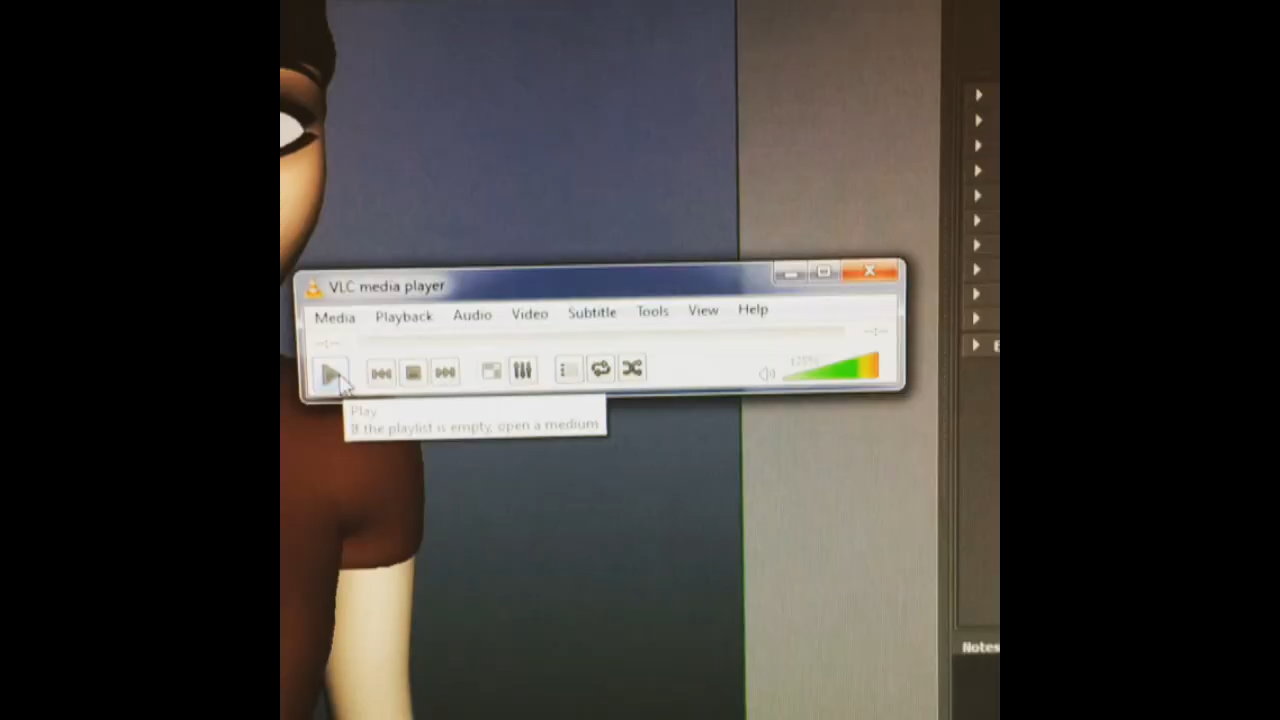 VLC media player
Media Playback Audio Video Subtitle Tools View Help
--:-- --:--
125%
Play
If the playlist is empty, open a medium
Notes